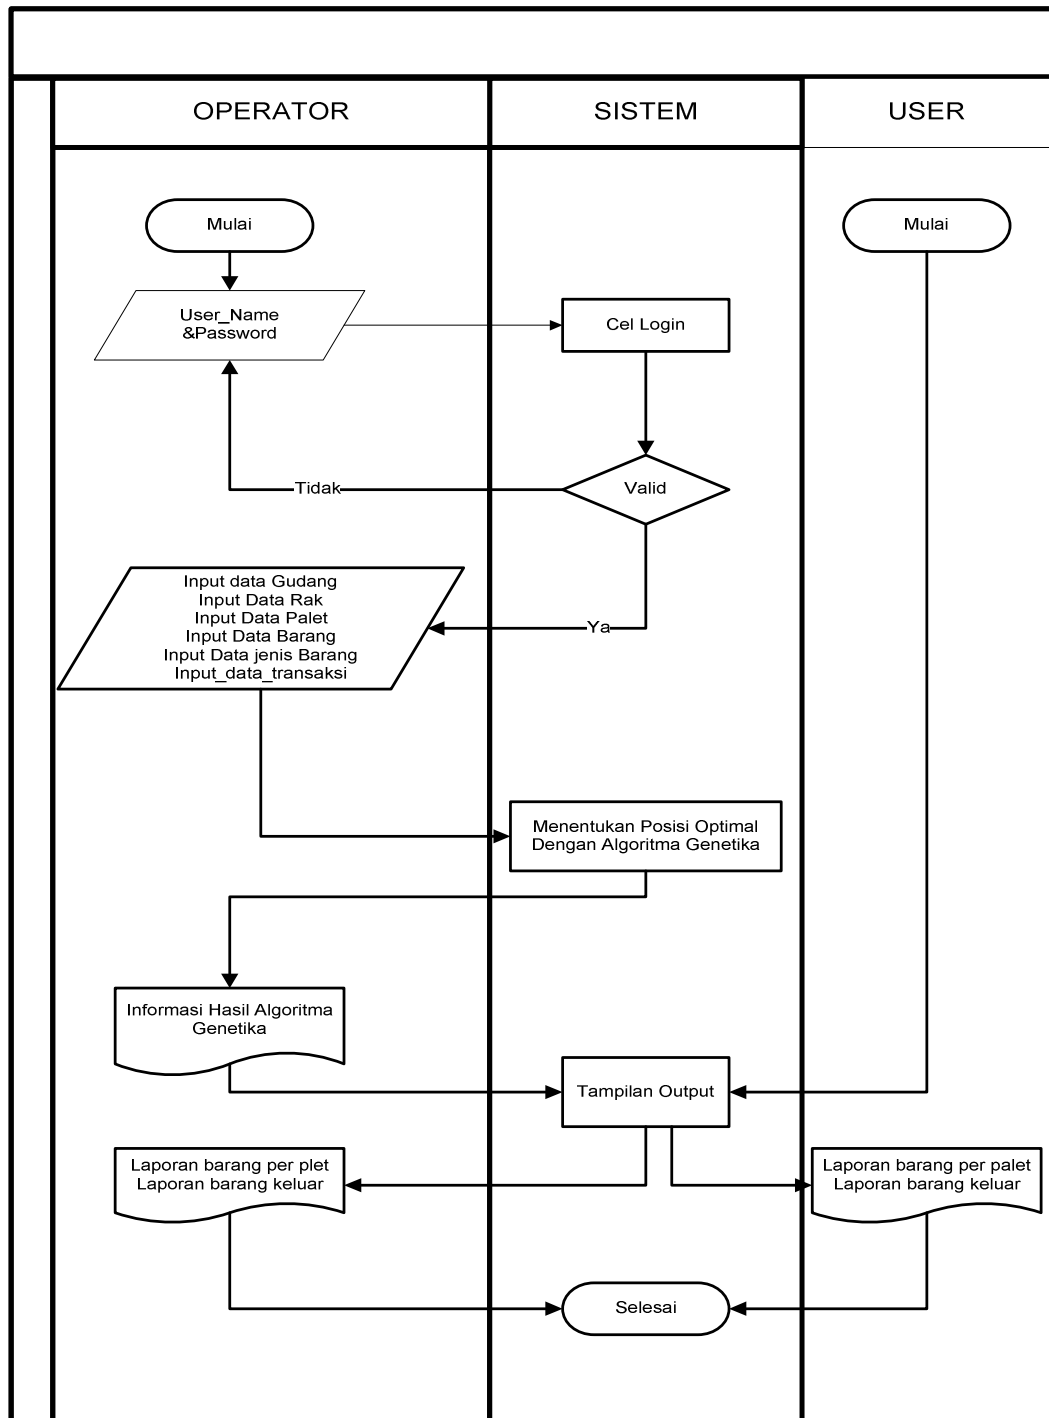 OPERATOR
SISTEM
USER
Mulai
Mulai
User_Name
&Password
Cel Login
Tidak
Valid
Input data Gudang
Input Data Rak
Input Data Palet
Input Data Barang
Input Data jenis Barang
Input_data_transaksi
Ya
Menentukan Posisi Optimal
Dengan Algoritma Genetika
Informasi Hasil Algoritma
Genetika
Tampilan Output
Laporan barang per plet
Laporan barang keluar
Laporan barang per palet
Laporan barang keluar
Selesai